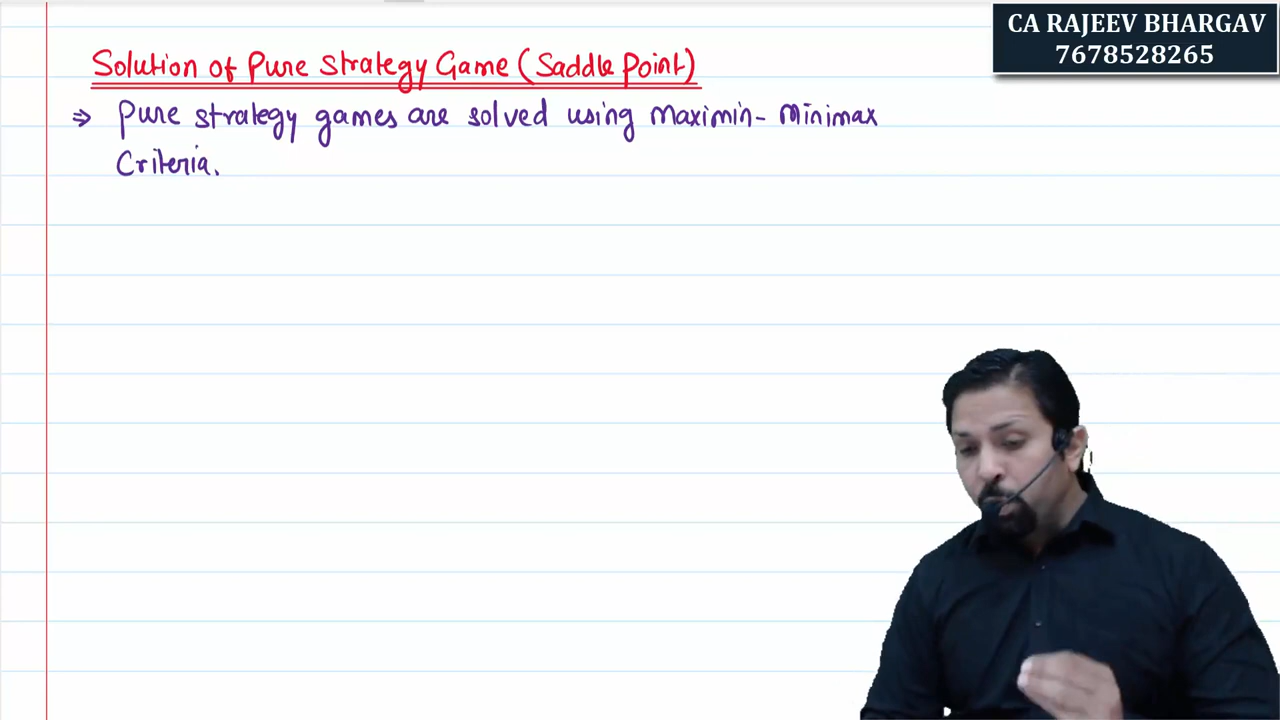 CA RAJEEV BHARGAV
7678528265
Solution of Pure Strategy Game (Saddle Point)
⇒ Pure strategy games are solved using Maximin - Minimax
Criteria.